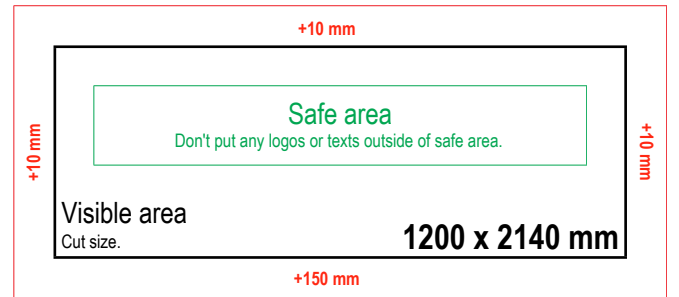 +10 mm
Safe area
Don't put any logos or texts outside of safe area.
+10 mm
+10 mm
Visible area
Cut size.
1200 x 2140 mm
+150 mm